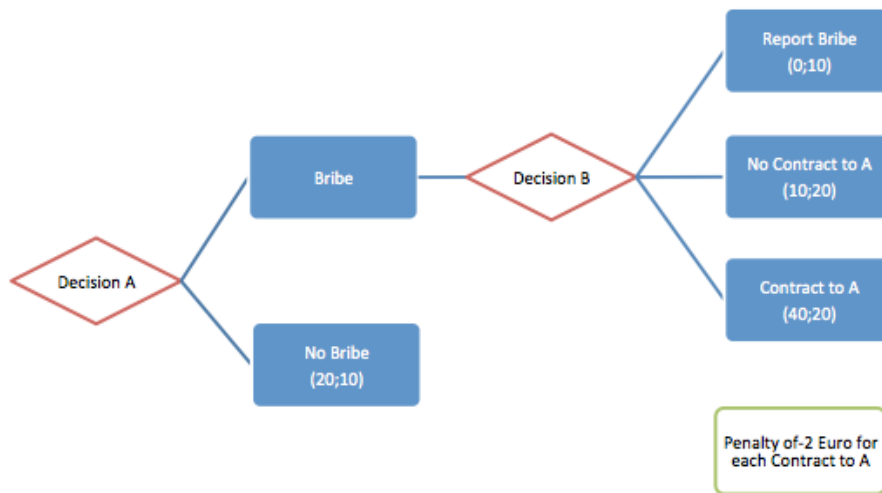 Report Bribe
(0;10)
Bribe
Decision B
No Contract to A
(10;20)
Decision A
Contract to A
(40;20)
No Bribe
(20;10)
Penalty of-2 Euro for
each Contract to A